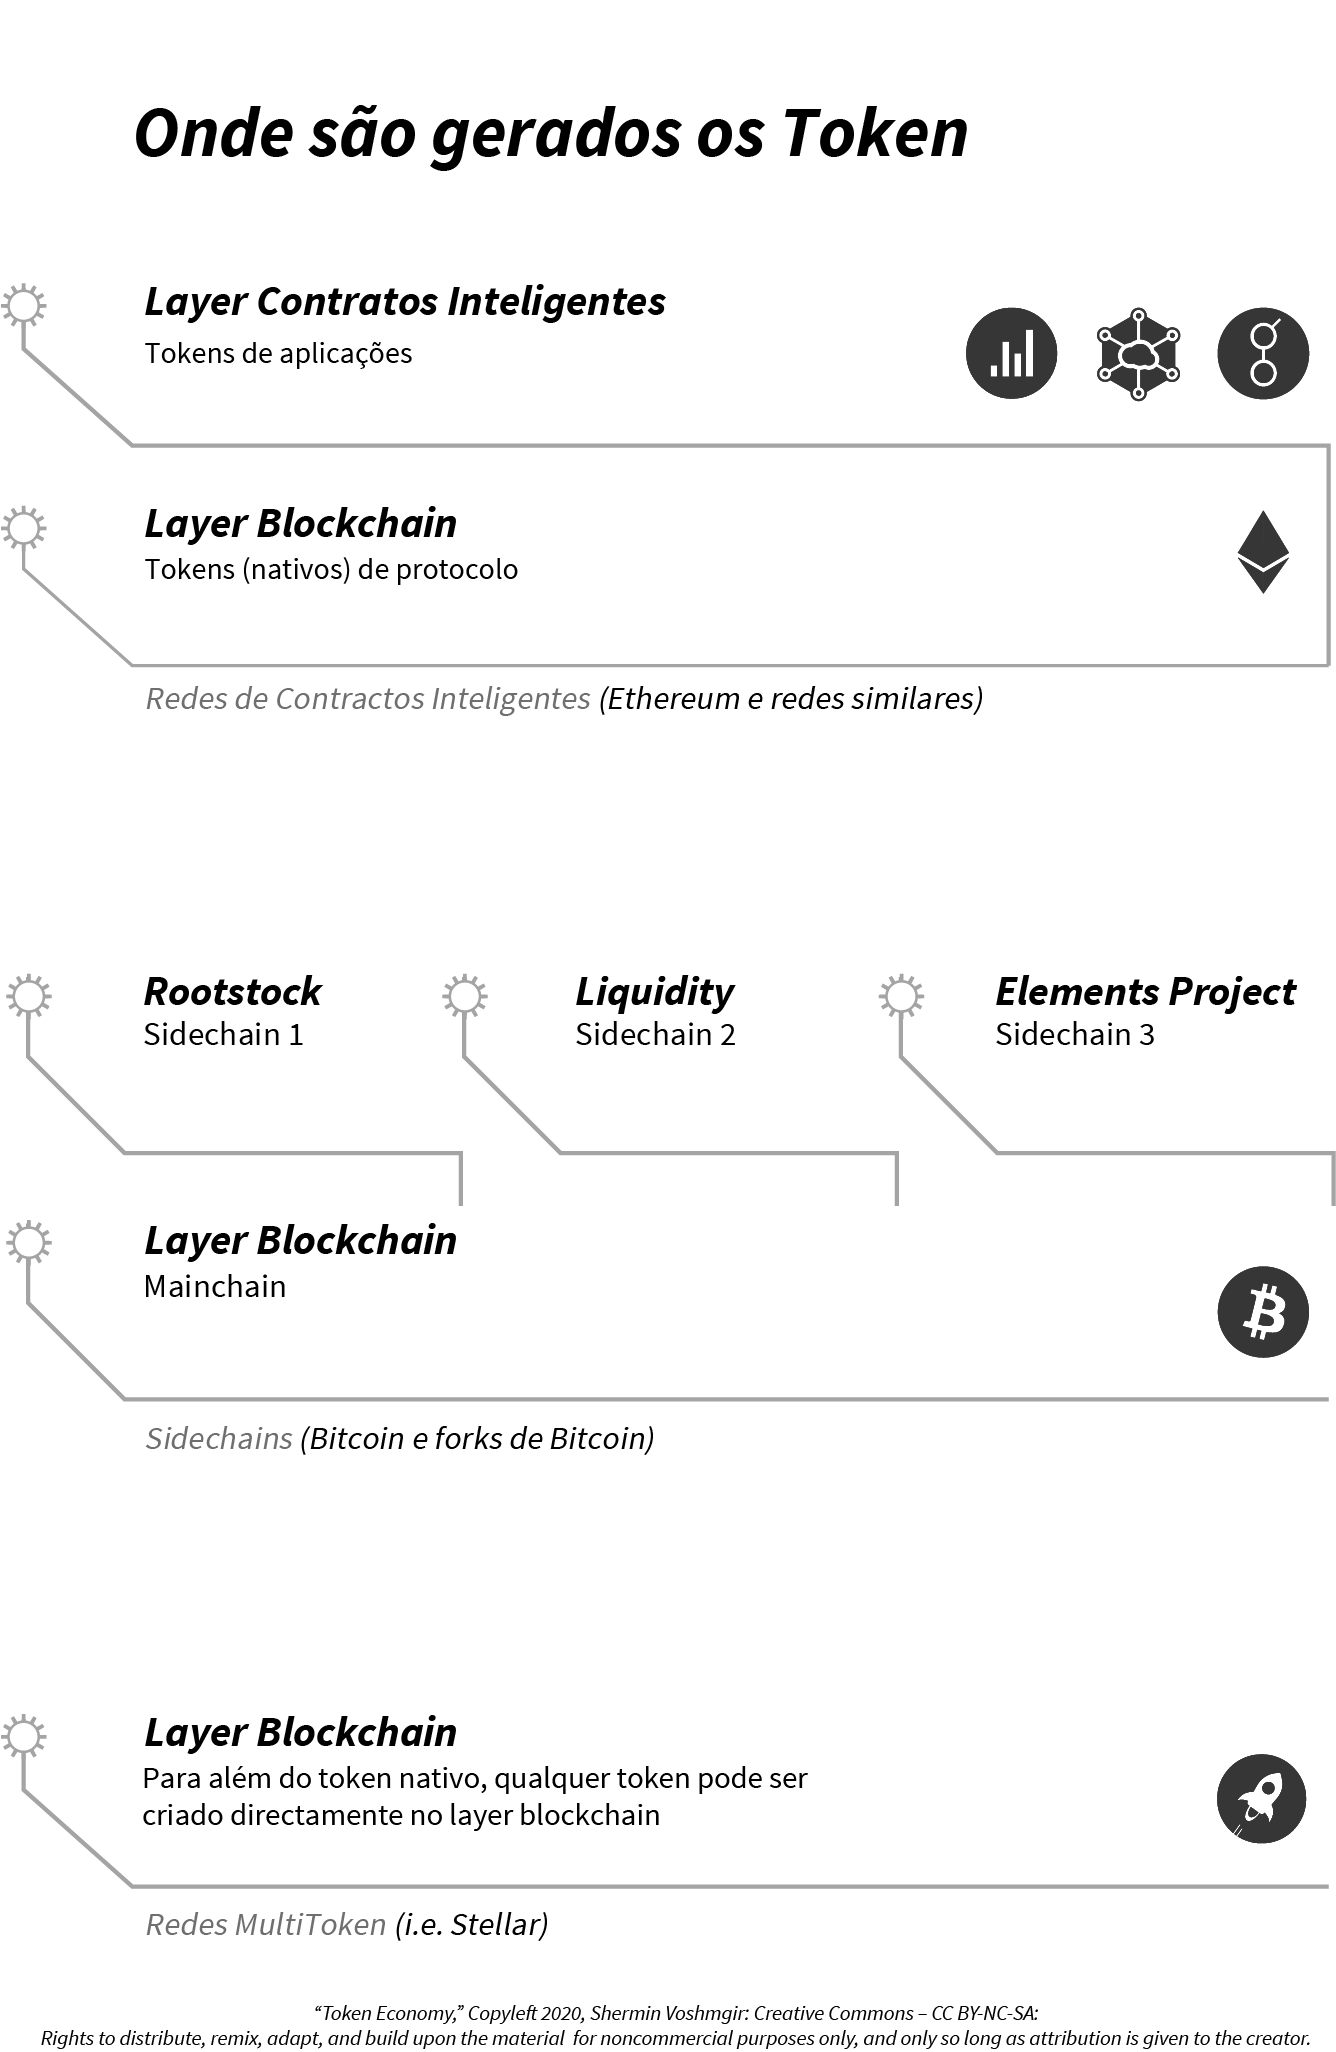 Onde são gerados os Token
Layer Contratos Inteligentes
Tokens de aplicações
Layer Blockchain
Tokens (nativos) de protocolo
Redes de Contractos Inteligentes (Ethereum e redes similares)
Rootstock
Sidechain 1
Liquidity
Sidechain 2
Elements Project
Sidechain 3
Layer Blockchain
Mainchain
Sidechains (Bitcoin e forks de Bitcoin)
Layer Blockchain
Para além do token nativo, qualquer token pode ser
criado directamente no layer blockchain
Redes MultiToken (i.e. Stellar)
“Token Economy,” Copyleft 2020, Shermin Voshmgir: Creative Commons – CC BY-NC-SA:
Rights to distribute, remix, adapt, and build upon the material  for noncommercial purposes only, and only so long as attribution is given to the creator.